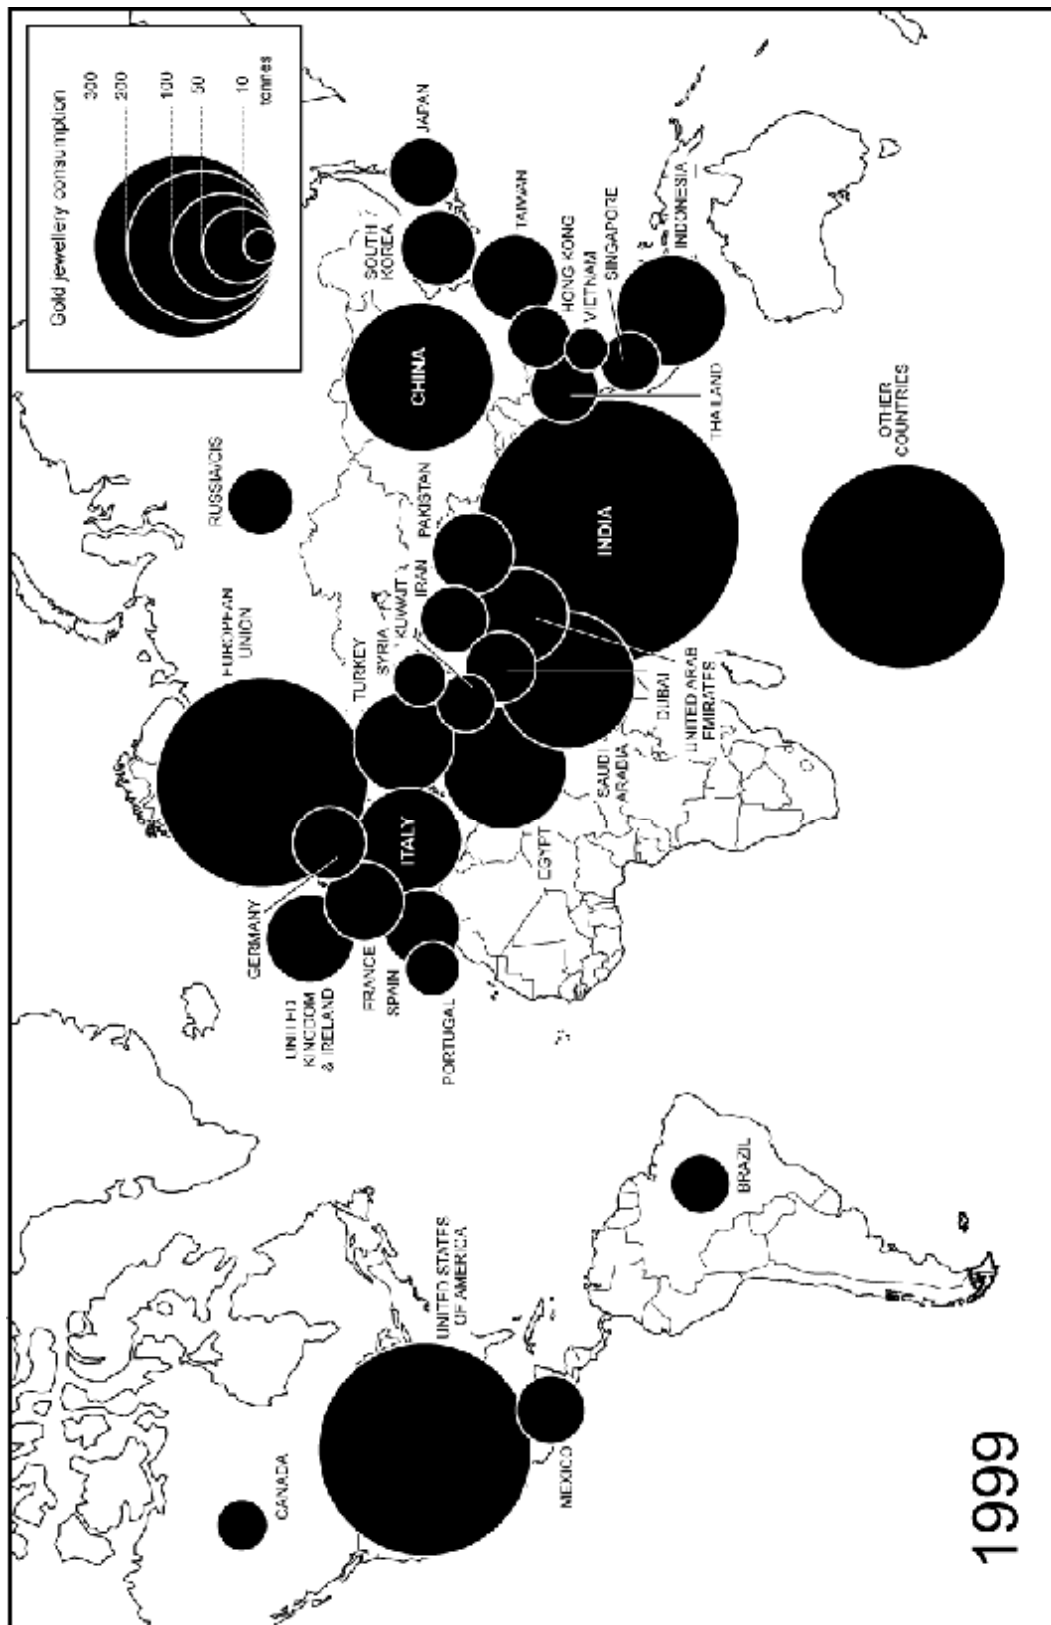 Gold jewellery consumption
300
200
100
50
10
tonnes
CANADA
UNITED STATES
OF AMERICA
MEXICO
BRAZIL
UNITED
KINGDOM
& IRELAND
GERMANY
FRANCE
SPAIN
PORTUGAL
ITALY
EUROPEAN
UNION
RUSSIA/CIS
TURKEY
SYRIA
KUWAIT
IRAN
PAKISTAN
EGYPT
SAUDI
ARABIA
DUBAI
UNITED ARAB
EMIRATES
INDIA
CHINA
SOUTH
KOREA
JAPAN
TAIWAN
HONG KONG
VIETNAM
SINGAPORE
INDONESIA
THAILAND
OTHER
COUNTRIES
1999